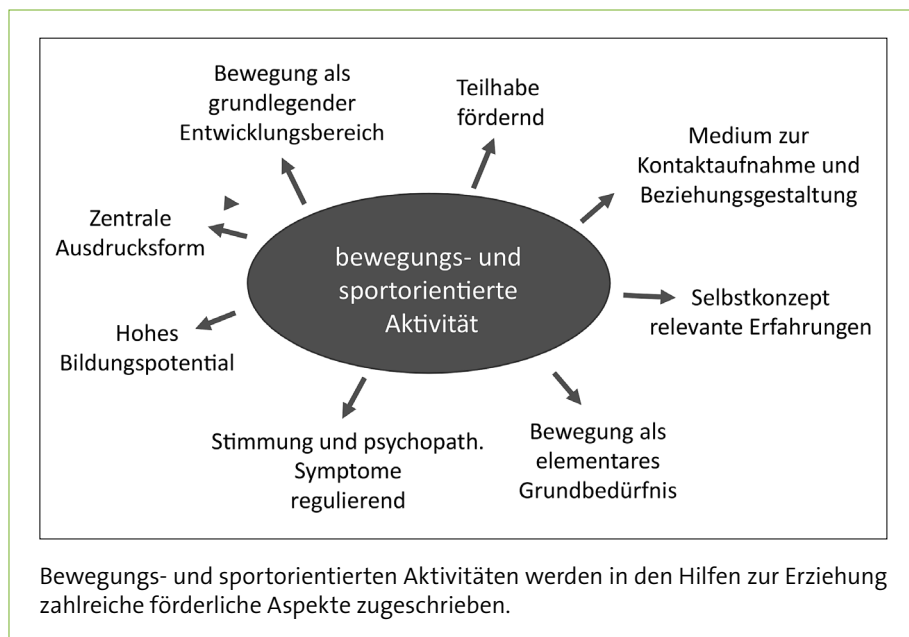 Bewegung als
grundlegender
Entwicklungsbereich
Teilhabe
fördernd
Medium zur
Kontaktaufnahme und
Beziehungsgestaltung
Zentrale
Ausdrucksform
bewegungs- und
sportorientierte
Aktivität
Selbstkonzept
relevante Erfahrungen
Hohes
Bildungspotential
Stimmung und psychopath.
Symptome
regulierend
Bewegung als
elementares
Grundbedürfnis
Bewegungs- und sportorientierten Aktivitäten werden in den Hilfen zur Erziehung
zahlreiche förderliche Aspekte zugeschrieben.